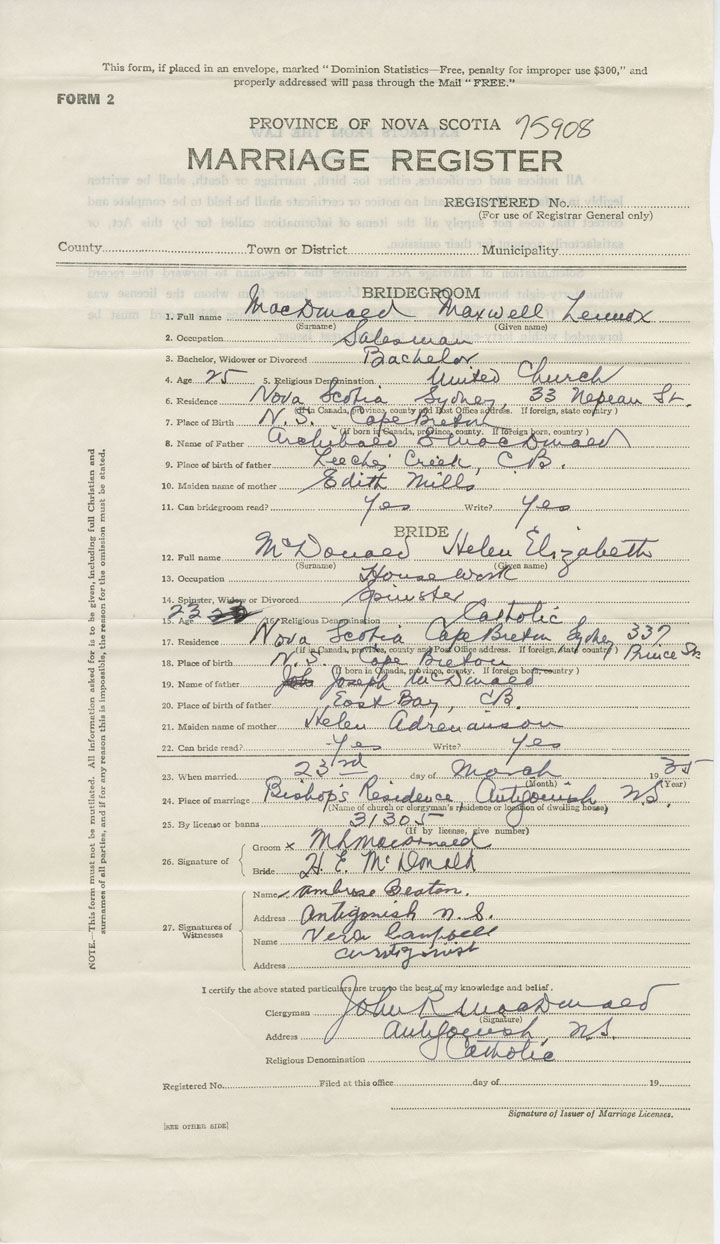 This form, if placed in an envelope, marked "Dominion Statistics—Free, penalty for improper use $300," and
properly addressed will pass through the Mail "FREE."
FORM 2
PROVINCE OF NOVA SCOTIA 75908
MARRIAGE REGISTER
REGISTERED No.
(For use of Registrar General only)
County Town or District Municipality
BRIDEGROOM
1. Full name MacDonald Maxwell Lennox
(Surname) (Given name)
2. Occupation Salesman
3. Bachelor, Widower or Divorced Bachelor
4. Age 25 5. Religious Denomination United Church
6. Residence Nova Scotia Sydney, 33 Nepean St.
(If in Canada, province, county and Post Office address. If foreign, state country)
7. Place of Birth N.S. Cape Breton
(If born in Canada, province, county. If foreign born, country)
8. Name of Father Archibald S MacDonald
9. Place of birth of father Leeches Creek, C.B.
10. Maiden name of mother Edith Mills
11. Can bridegroom read? Yes Write? Yes
BRIDE
12. Full name McDonald Helen Elizabeth
(Surname) (Given name)
13. Occupation House work
14. Spinster, Widow or Divorced Spinster
15. Age 23 16. Religious Denomination Catholic
17. Residence Nova Scotia Cape Breton Sydney 337 Prince St.
(If in Canada, province, county and Post Office address. If foreign, state country)
18. Place of birth N.S. Cape Breton
(If born in Canada, province, county. If foreign born, country)
19. Name of father Joseph McDonald
20. Place of birth of father East Bay, C.B.
21. Maiden name of mother Helen
22. Can bride read? Yes Write? Yes
23. When married 23rd day of March 1935
(Month) (Year)
24. Place of marriage Bishop's Residence, Antigonish N.S.
(Name of church or clergyman's residence or location of dwelling house)
25. By license or banns 31305
(If by license, give number)
26. Signature of Groom x M L Macdonald
Bride H. E. McDonald
27. Signatures of Witnesses Name Ambrose Beaton.
Address Antigonish N.S.
Name Vera Campbell
Antigonish
Address
I certify the above stated particulars are true to the best of my knowledge and belief.
Clergyman John R MacDonald
(Signature)
Address Antigonish, N.S.
Religious Denomination Catholic
Registered No. Filed at this office day of 19
Signature of Issuer of Marriage Licenses.
[SEE OTHER SIDE]
NOTE.—This form must not be mutilated. All information asked for is to be given, including full Christian and
surnames of all parties, and if for any reason this is impossible, the reason for the omission must be stated.